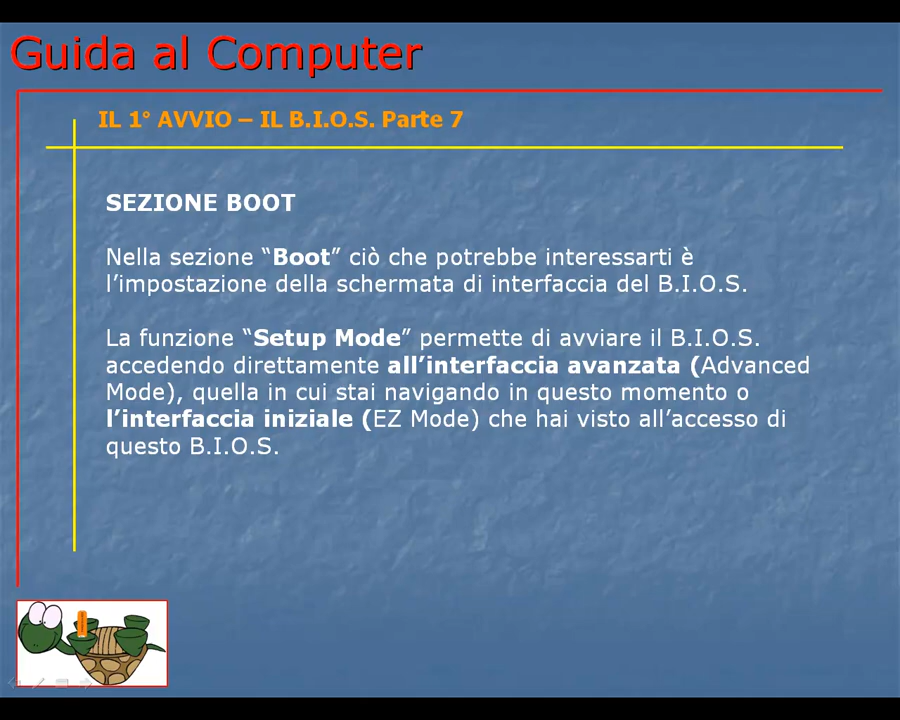 Guida al Computer
IL 1° AVVIO – IL B.I.O.S. Parte 7
SEZIONE BOOT
Nella sezione “Boot” ciò che potrebbe interessarti è
l’impostazione della schermata di interfaccia del B.I.O.S.
La funzione “Setup Mode” permette di avviare il B.I.O.S.
accedendo direttamente all’interfaccia avanzata (Advanced
Mode), quella in cui stai navigando in questo momento o
l’interfaccia iniziale (EZ Mode) che hai visto all’accesso di
questo B.I.O.S.